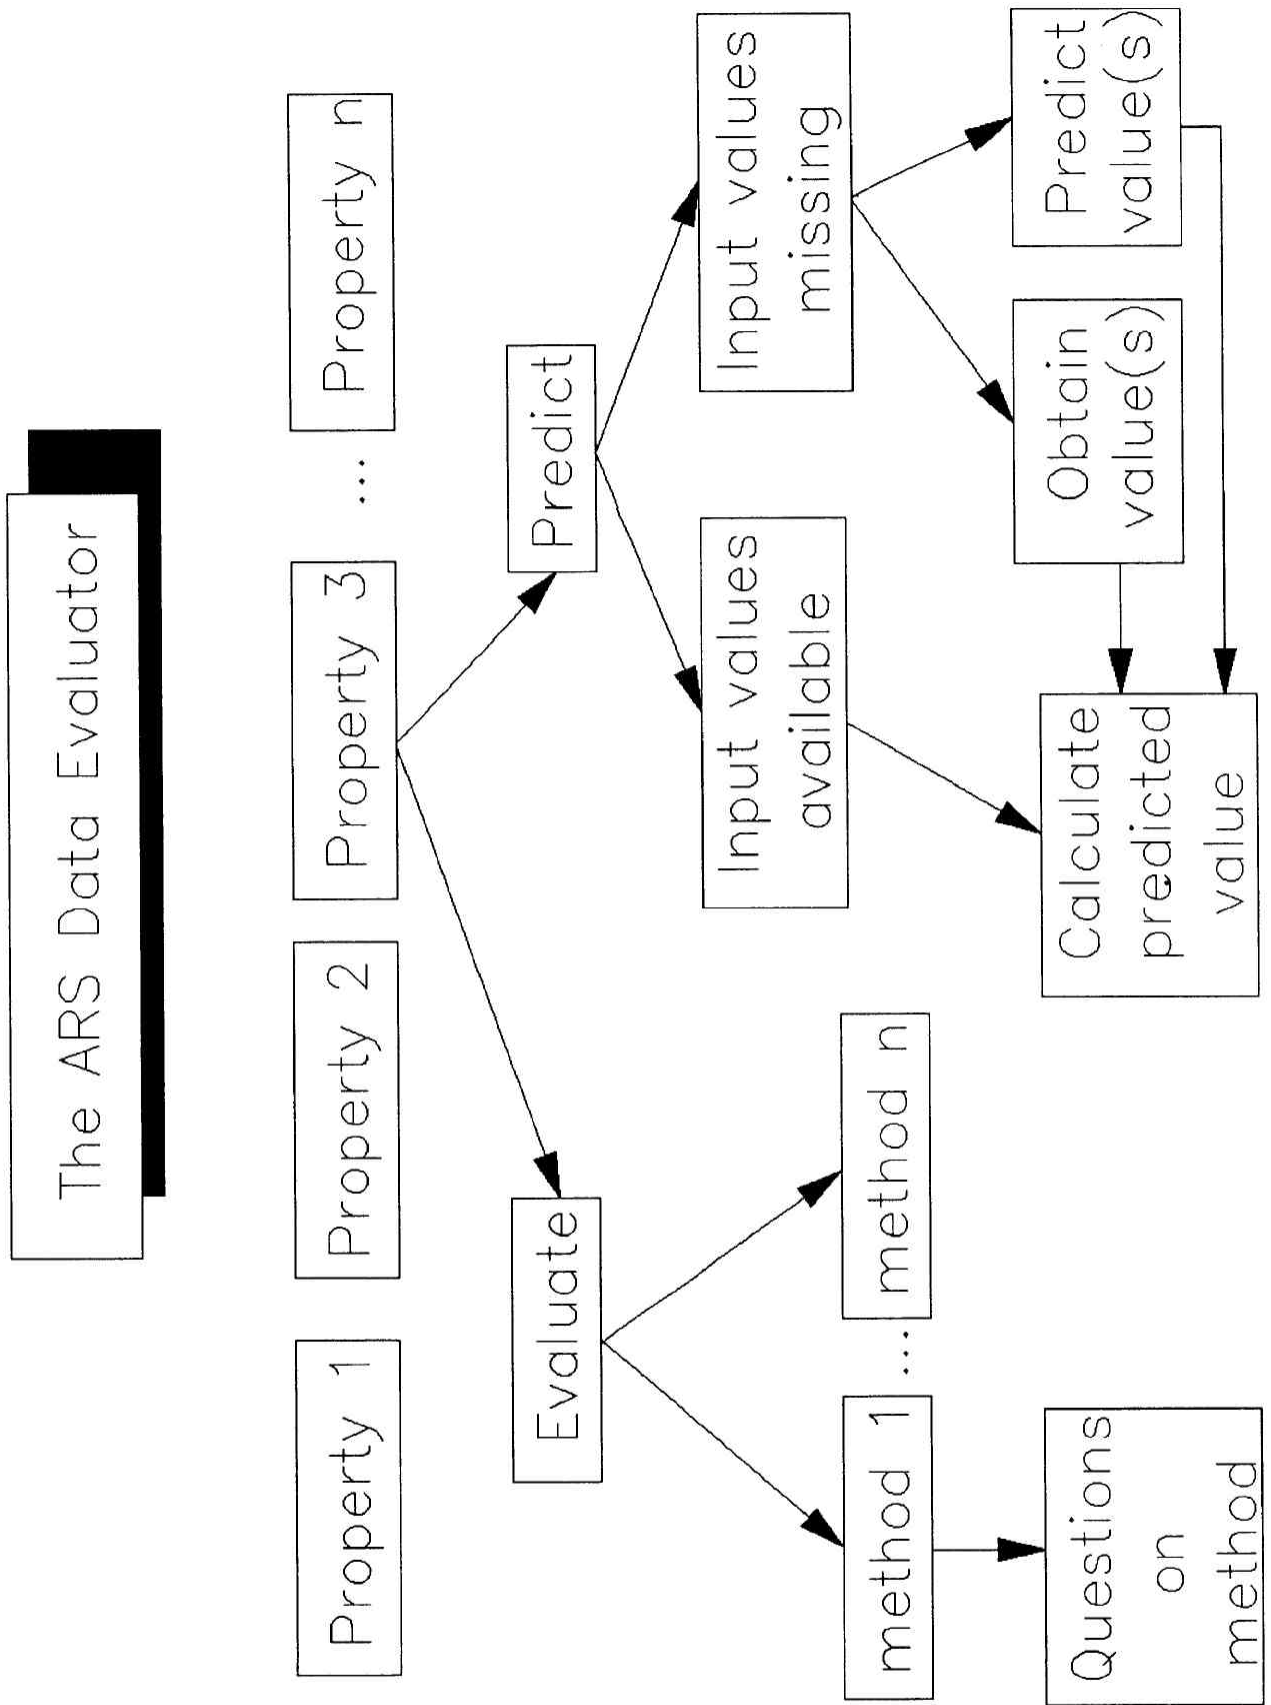 The ARS Data Evaluator
Property 1
Property 2
Property 3
...
Property n
Evaluate
Predict
method 1
....
method n
Input values
available
Input values
missing
Questions
on
method
Calculate
predicted
value
Obtain
value(s)
Predict
value(s)